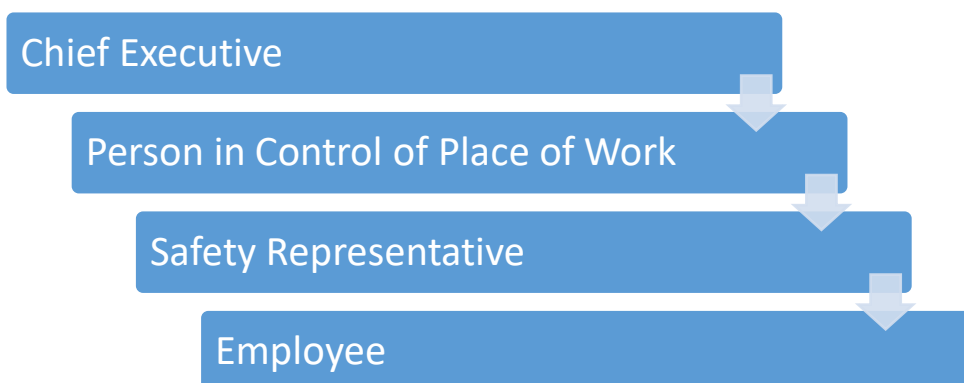 Chief Executive
Person in Control of Place of Work
Safety Representative
Employee